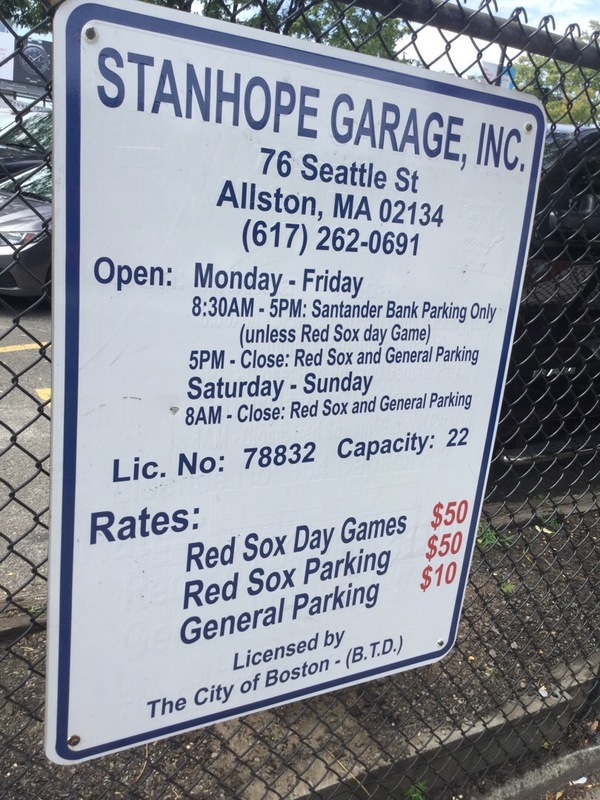 STANHOPE GARAGE, INC.
76 Seattle St
Allston, MA 02134
(617) 262-0691
Open: Monday - Friday
8:30AM - 5PM: Santander Bank Parking Only
(unless Red Sox day Game)
5PM - Close: Red Sox and General Parking
Saturday - Sunday
8AM - Close: Red Sox and General Parking
Lic. No: 78832 Capacity: 22
Rates:
Red Sox Day Games $50
Red Sox Parking $50
General Parking $10
Licensed by
The City of Boston - (B.T.D.)